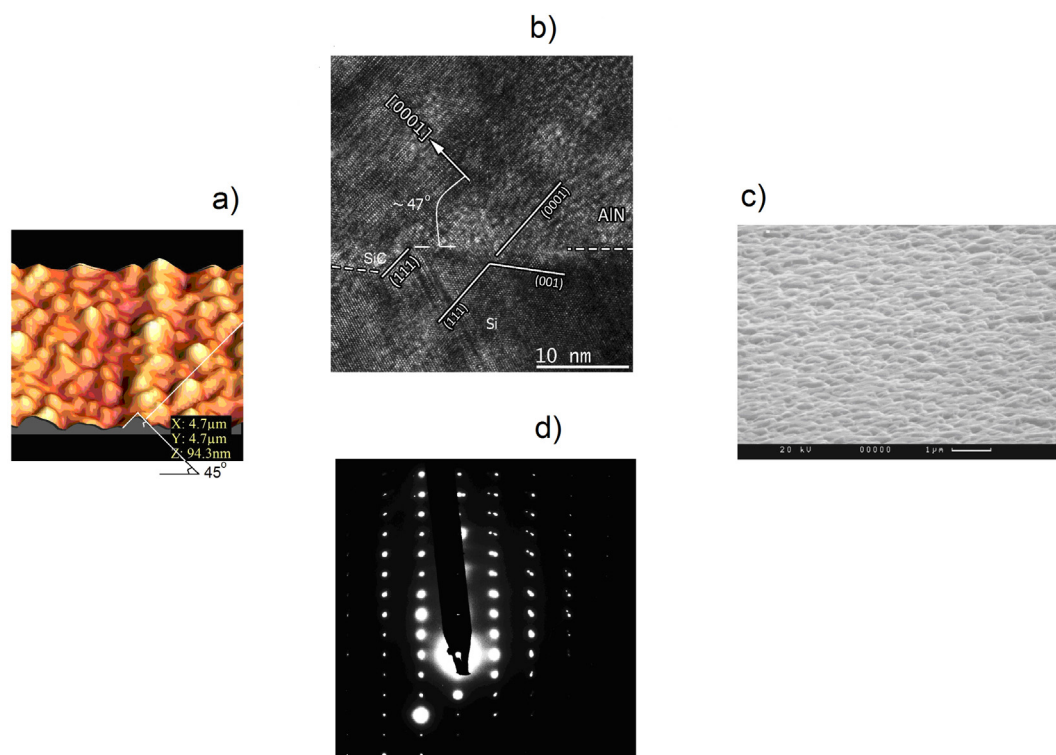 a)
X: 4.7µm
Y: 4.7µm
Z: 94.3nm
45°
b)
[0001]
~ 47°
(0001)
AlN
SiC
(111)
(001)
(111)
Si
10 nm
c)
20 kV 00000 1µm
d)